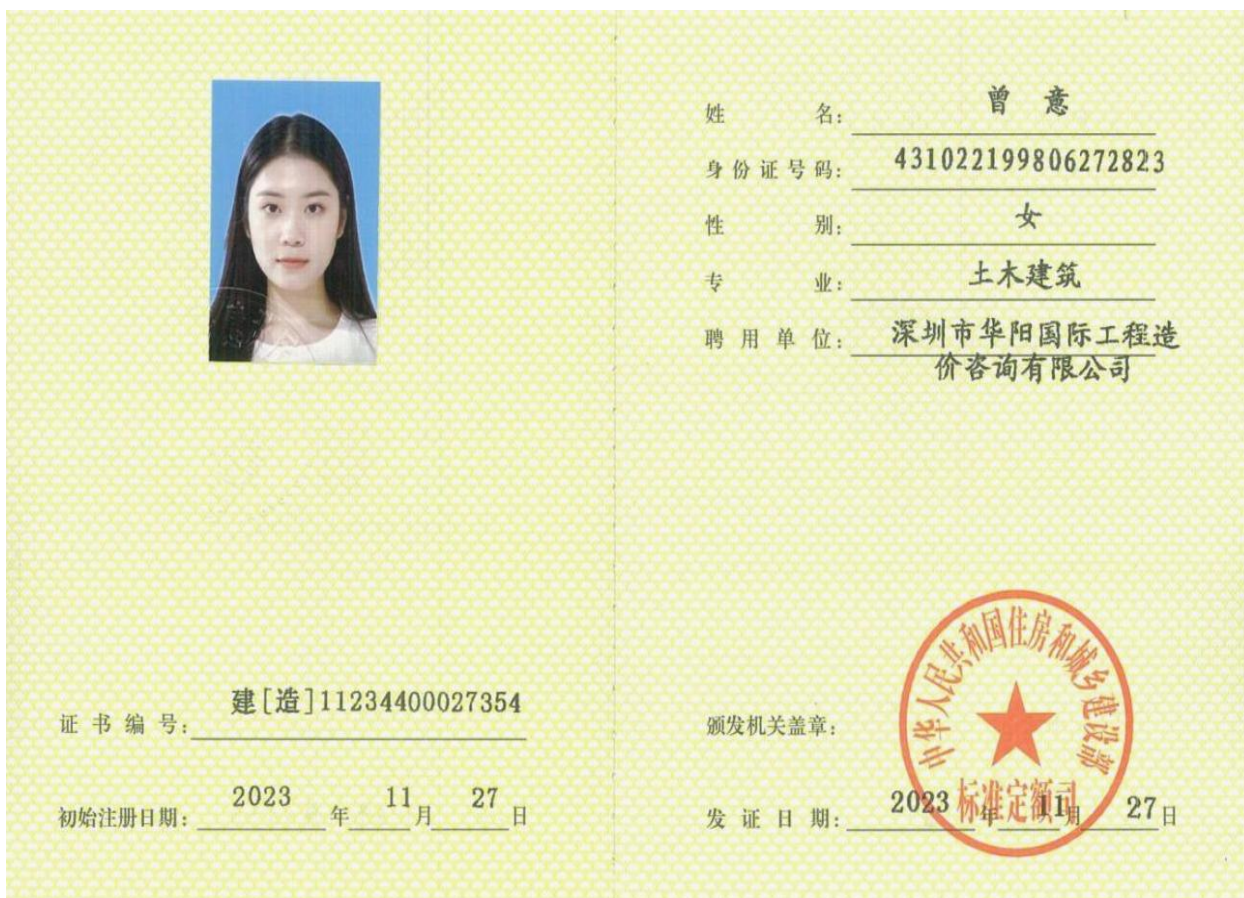 姓 名: 曾 意
身份证号码: 431022199806272823
性 别: 女
专 业: 土木建筑
聘用单位: 深圳市华阳国际工程造
价咨询有限公司
证书编号: 建[造]11234400027354
初始注册日期: 2023 年 11 月 27 日
颁发机关盖章:
中华人民共和国住房和城乡建设部
标准定额司
发证日期: 2023 年 11 月 27 日